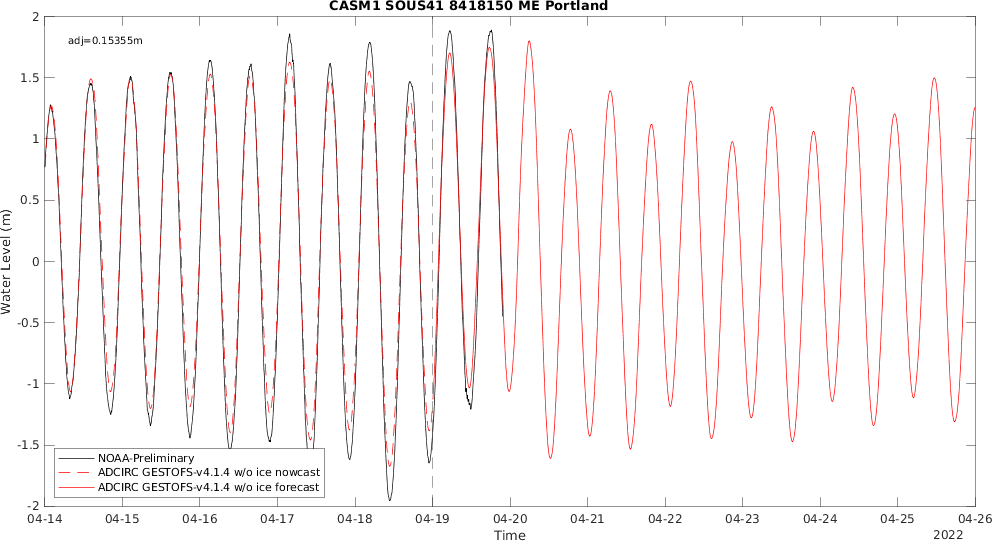 CASM1 SOUS41 8418150 ME Portland
adj=0.15355m
2
1.5
1
0.5
0
-0.5
-1
-1.5
-2
Water Level (m)
NOAA-Preliminary
ADCIRC GESTOFS-v4.1.4 w/o ice nowcast
ADCIRC GESTOFS-v4.1.4 w/o ice forecast
04-14 04-15 04-16 04-17 04-18 04-19 04-20 04-21 04-22 04-23 04-24 04-25 04-26
Time
2022